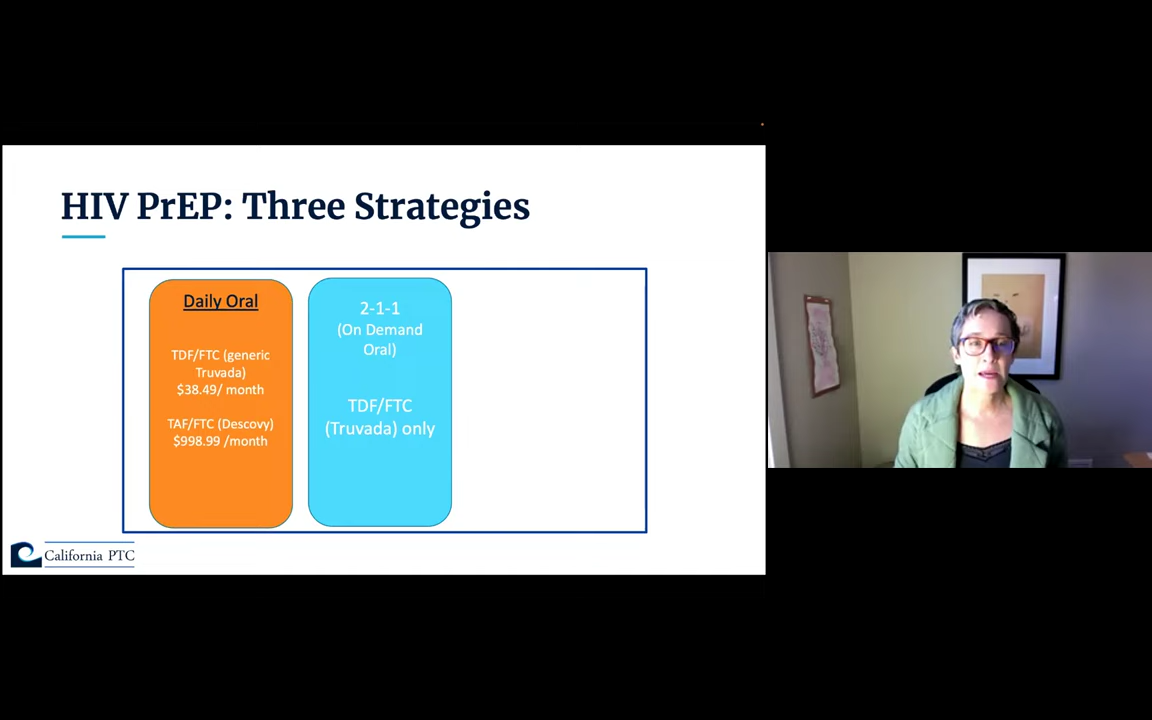 HIV PrEP: Three Strategies
Daily Oral
TDF/FTC (generic
Truvada)
$38.49/ month
TAF/FTC (Descovy)
$998.99 /month
2-1-1
(On Demand
Oral)
TDF/FTC
(Truvada) only
California PTC